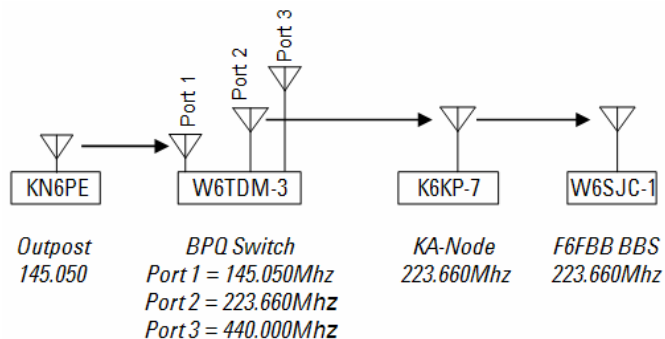 Port 1
Port 2
Port 3
KN6PE
W6TDM-3
K6KP-7
W6SJC-1
Outpost
145.050
BPQ Switch
Port 1 = 145.050Mhz
Port 2 = 223.660Mhz
Port 3 = 440.000Mhz
KA-Node
223.660Mhz
F6FBB BBS
223.660Mhz